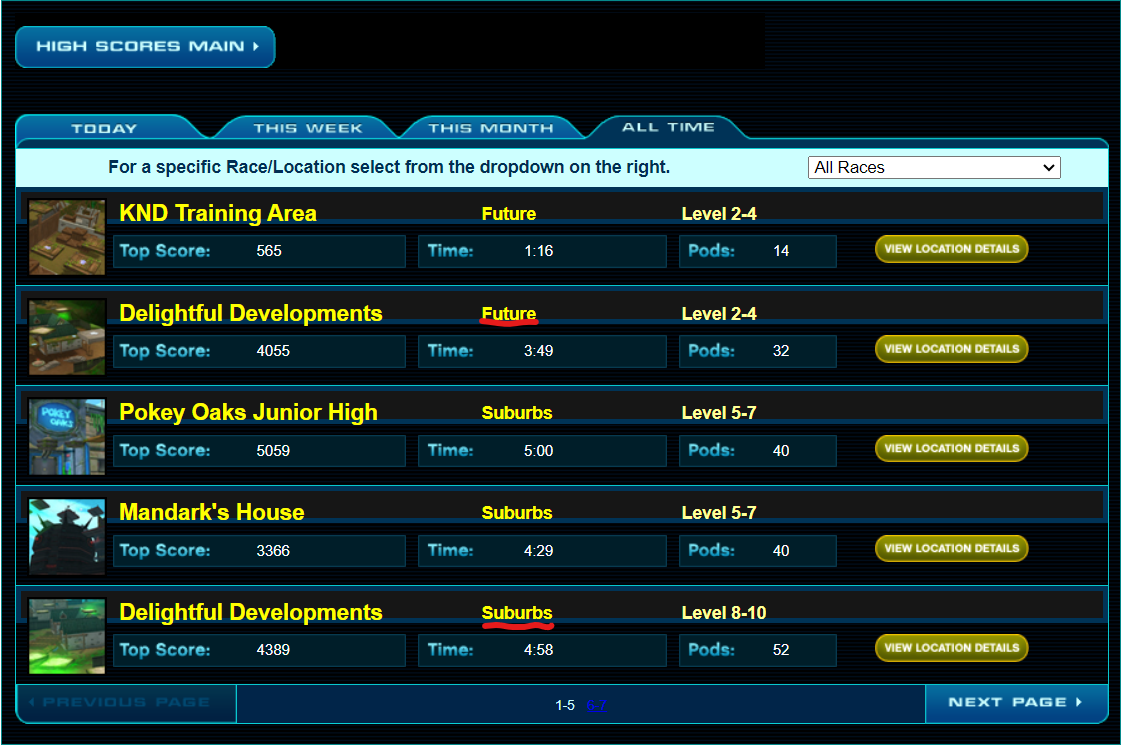 HIGH SCORES MAIN
TODAY THIS WEEK THIS MONTH ALL TIME
For a specific Race/Location select from the dropdown on the right. All Races
KND Training Area Future Level 2-4
Top Score: 565 Time: 1:16 Pods: 14 VIEW LOCATION DETAILS
Delightful Developments Future Level 2-4
Top Score: 4055 Time: 3:49 Pods: 32 VIEW LOCATION DETAILS
POKEY OAKS
Pokey Oaks Junior High Suburbs Level 5-7
Top Score: 5059 Time: 5:00 Pods: 40 VIEW LOCATION DETAILS
Mandark's House Suburbs Level 5-7
Top Score: 3366 Time: 4:29 Pods: 40 VIEW LOCATION DETAILS
Delightful Developments Suburbs Level 8-10
Top Score: 4389 Time: 4:58 Pods: 52 VIEW LOCATION DETAILS
PREVIOUS PAGE 1-5 6-7 NEXT PAGE